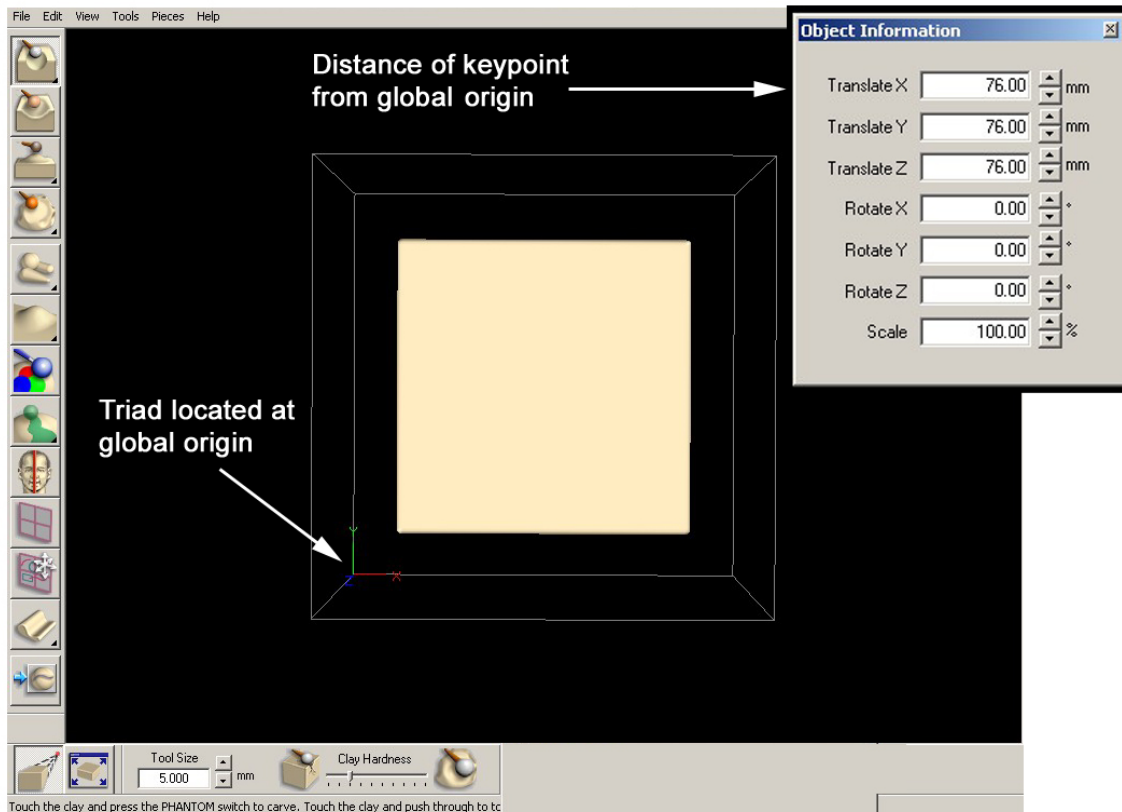 File Edit View Tools Pieces Help
Object Information
Distance of keypoint
from global origin
Translate X 76.00 mm
Translate Y 76.00 mm
Translate Z 76.00 mm
Rotate X 0.00 °
Rotate Y 0.00 °
Rotate Z 0.00 °
Scale 100.00 %
Triad located at
global origin
Y
Z X
Tool Size
5.000 mm
Clay Hardness
Touch the clay and press the PHANTOM switch to carve. Touch the clay and push through to tc